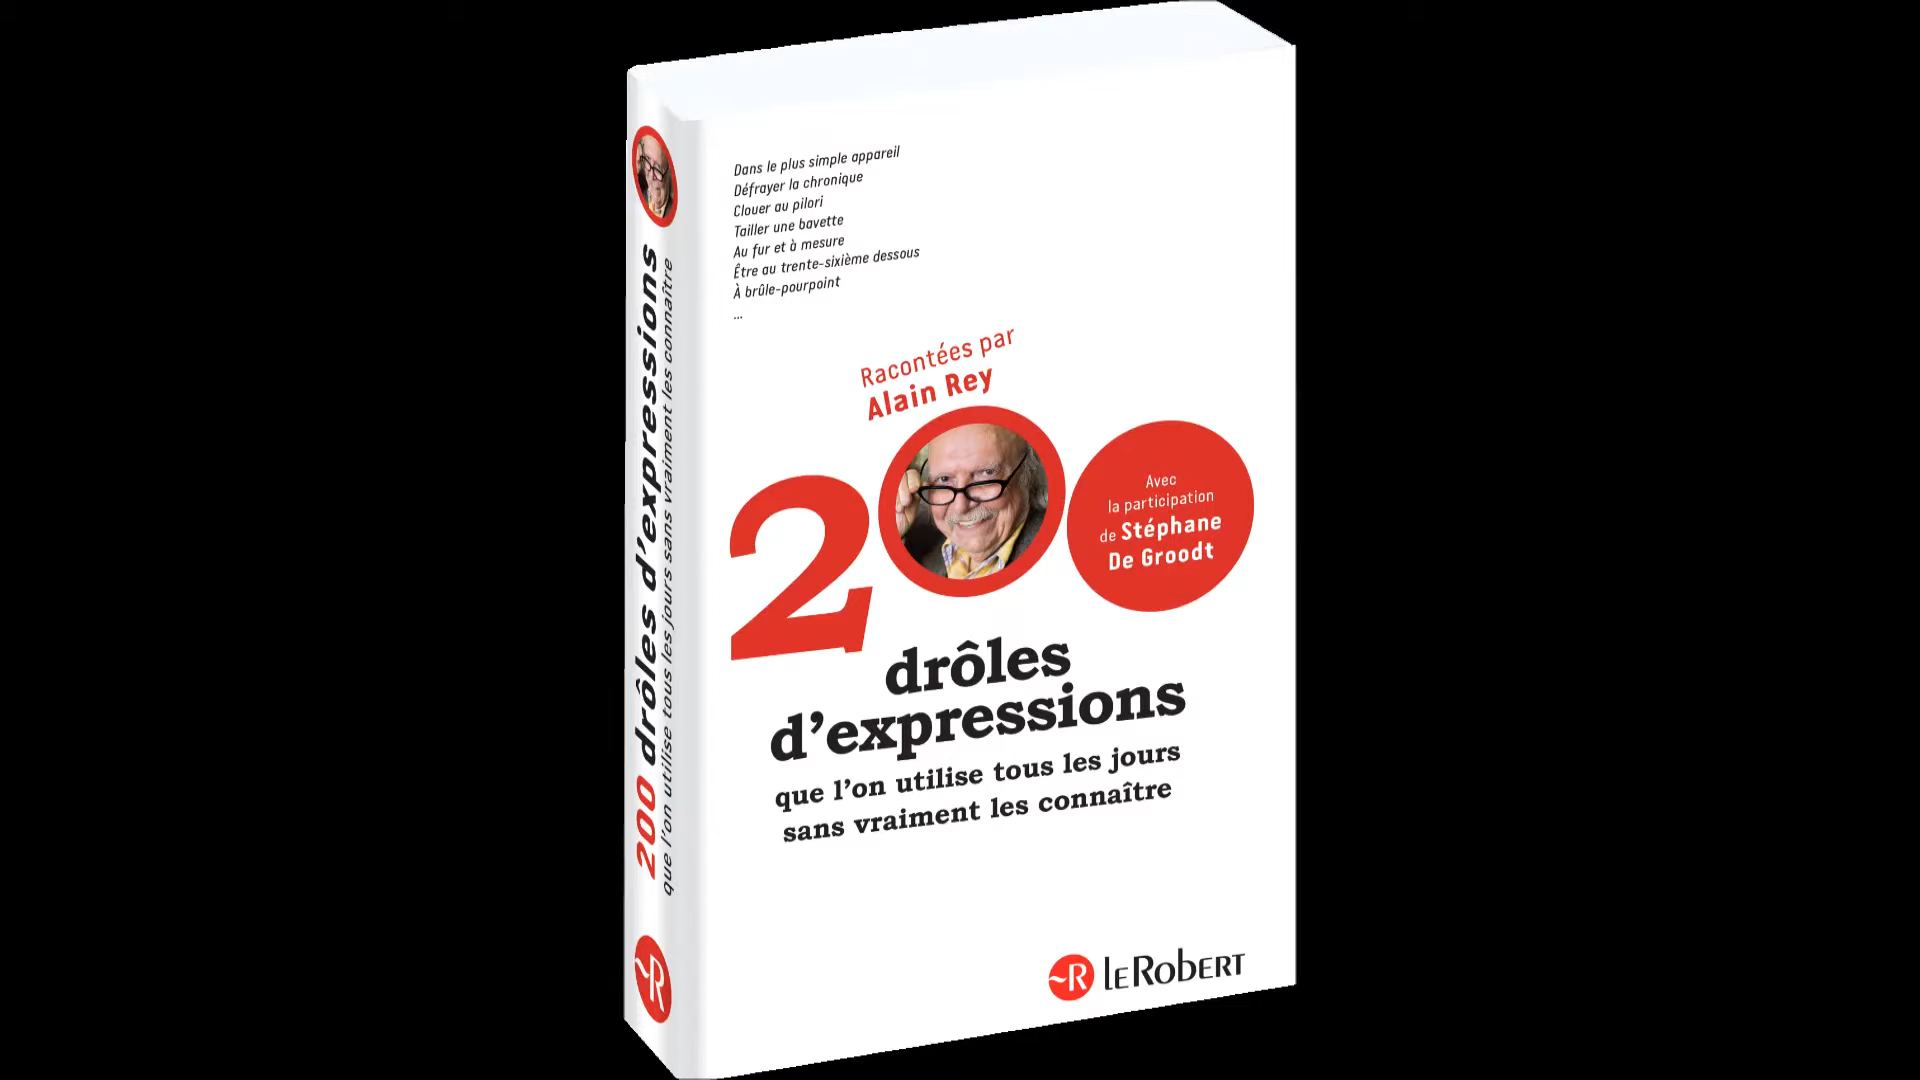 Dans le plus simple appareil
Défrayer la chronique
Clouer au pilori
Tailler une bavette
Au fur et à mesure
Être au trente-sixième dessous
À brûle-pourpoint
...
Racontées par
Alain Rey
200
Avec
la participation
de Stéphane
De Groodt
drôles
d'expressions
que l'on utilise tous les jours
sans vraiment les connaître
~R LE ROBERT
200 drôles d'expressions
que l'on utilise tous les jours sans vraiment les connaître
~R